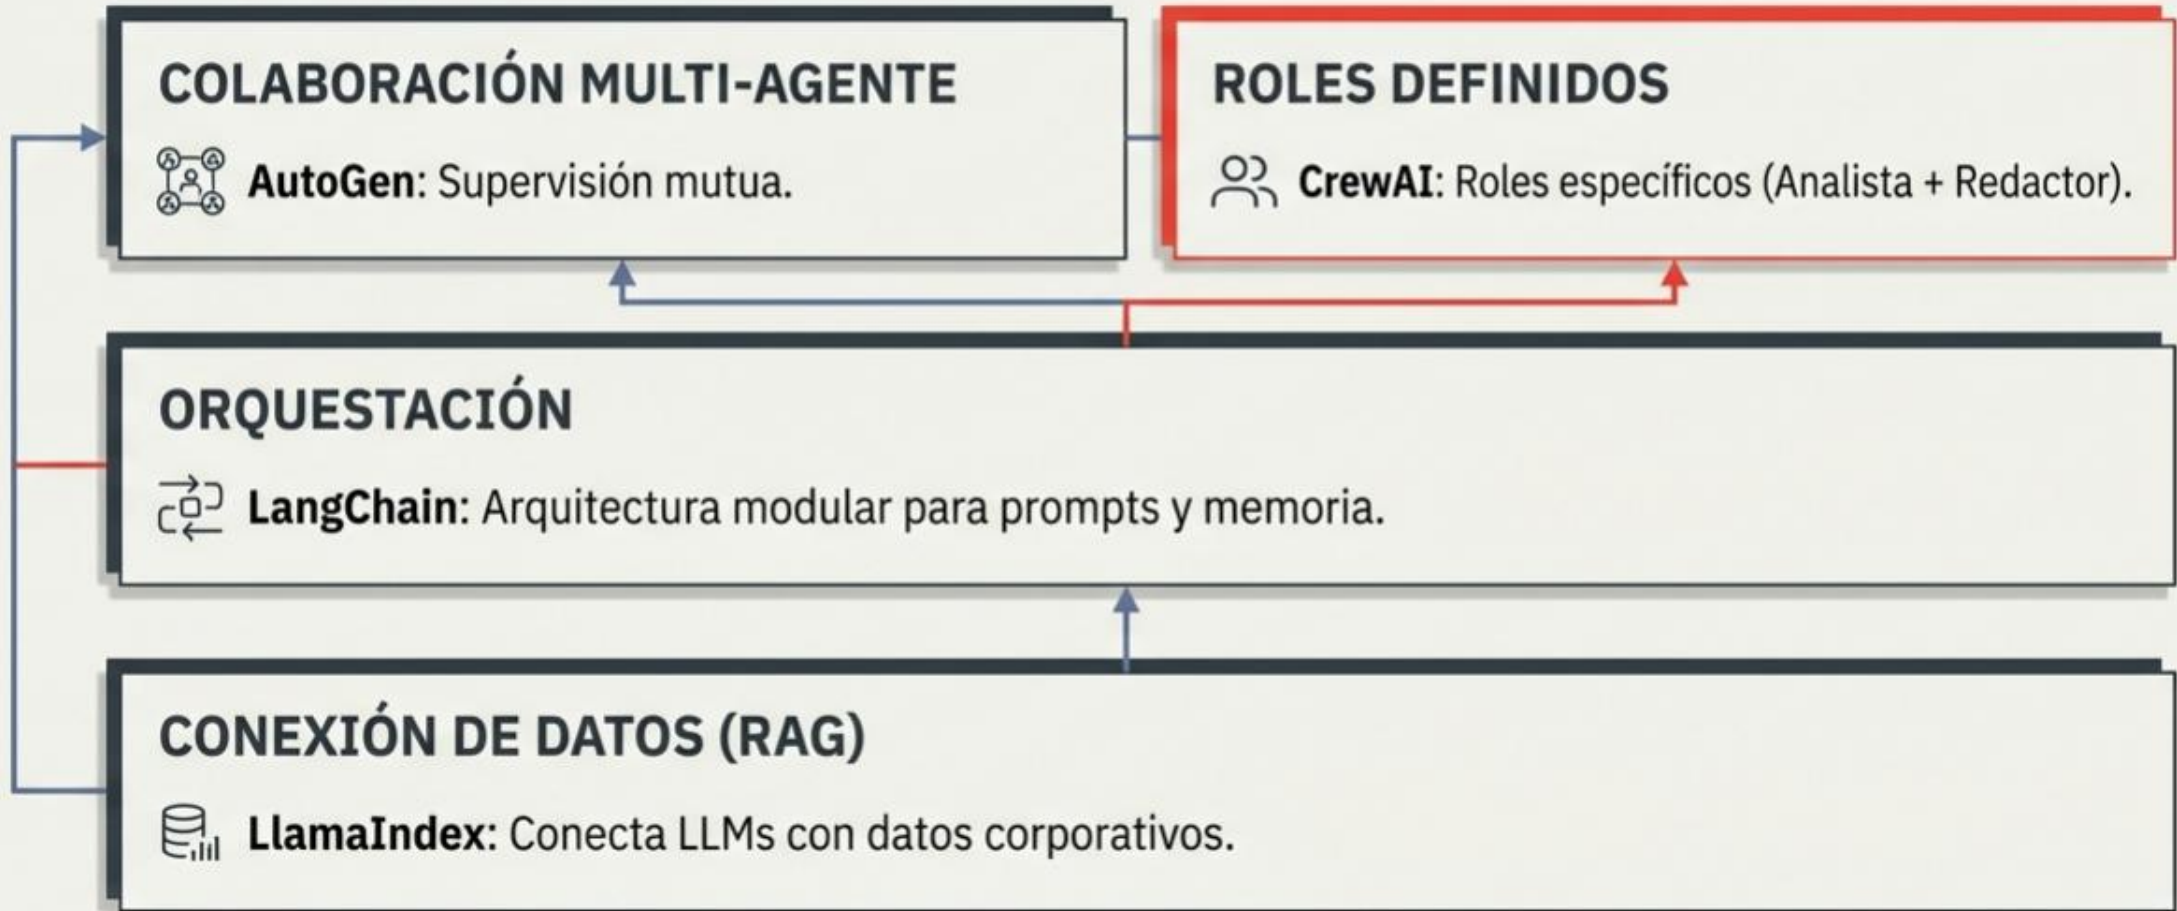 COLABORACIÓN MULTI-AGENTE
AutoGen: Supervisión mutua.
ROLES DEFINIDOS
CrewAI: Roles específicos (Analista + Redactor).
ORQUESTACIÓN
LangChain: Arquitectura modular para prompts y memoria.
CONEXIÓN DE DATOS (RAG)
LlamaIndex: Conecta LLMs con datos corporativos.